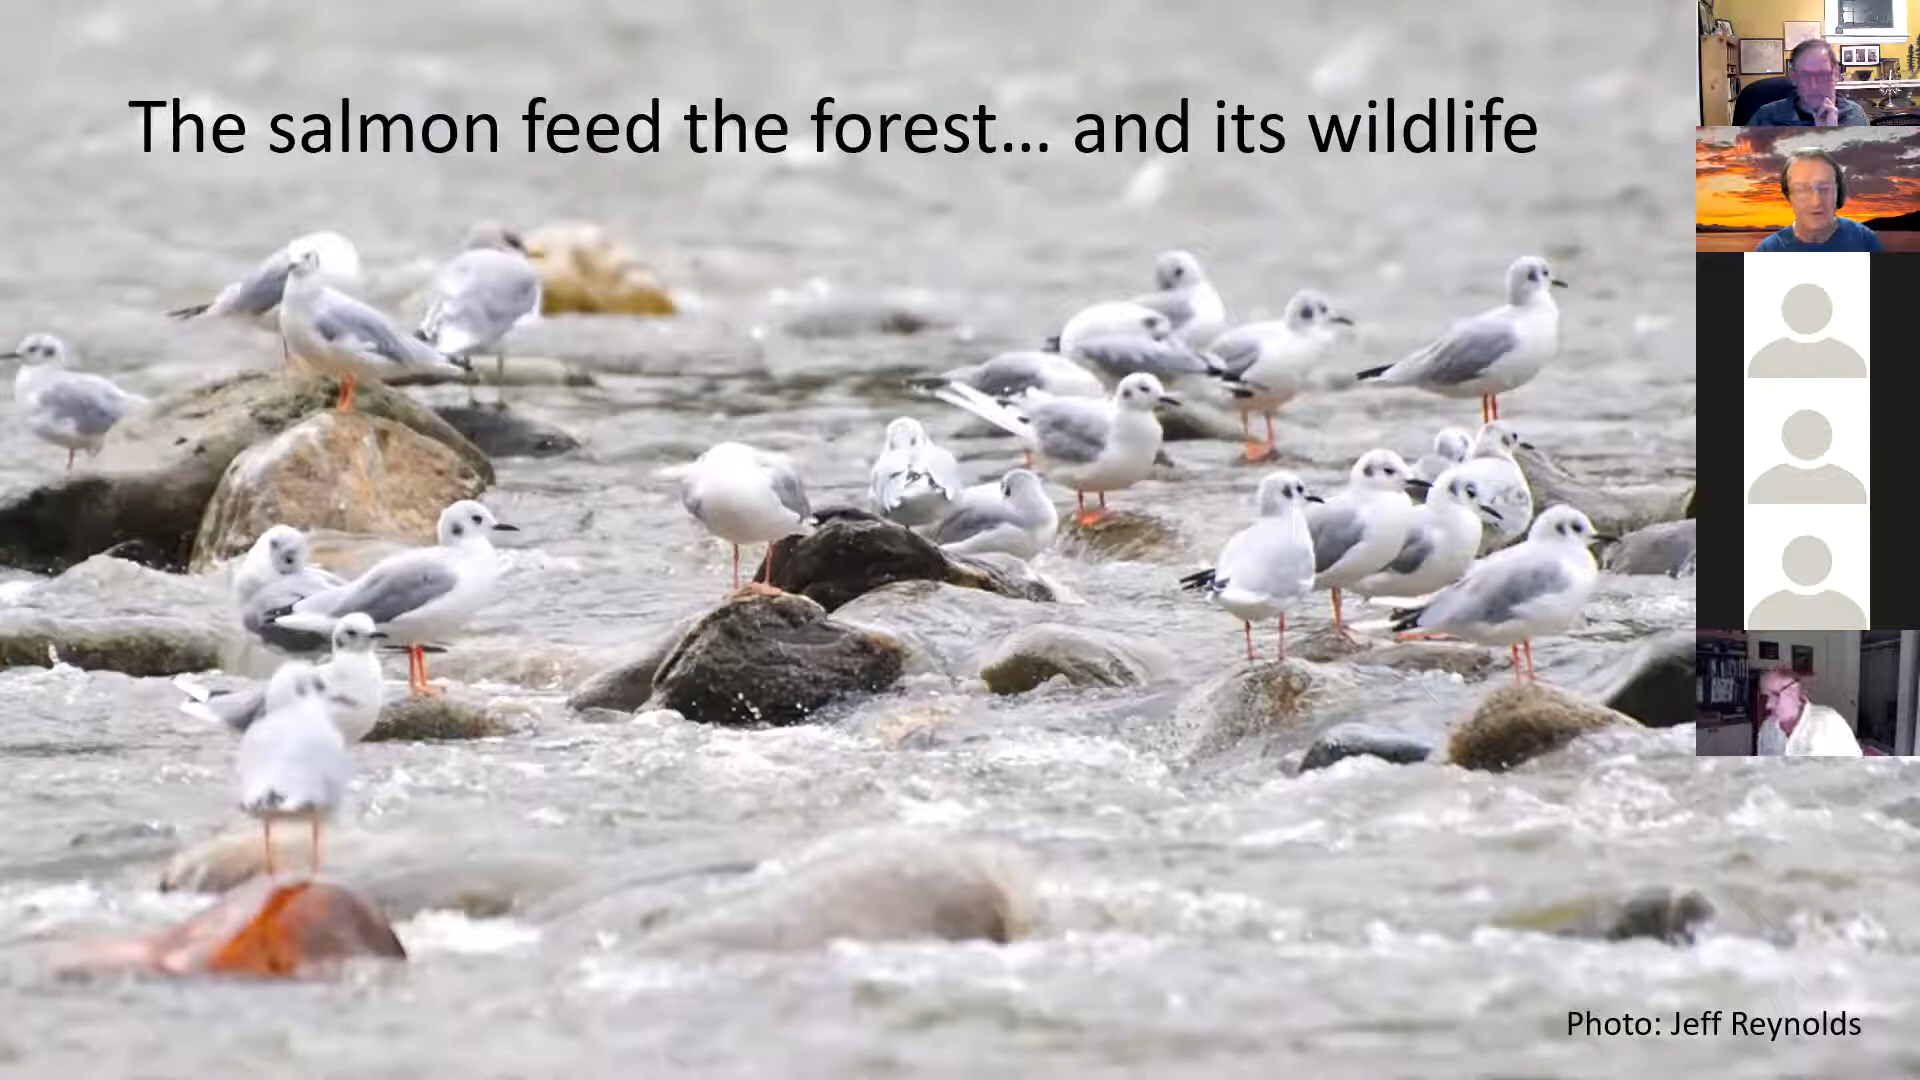 The salmon feed the forest… and its wildlife
Photo: Jeff Reynolds